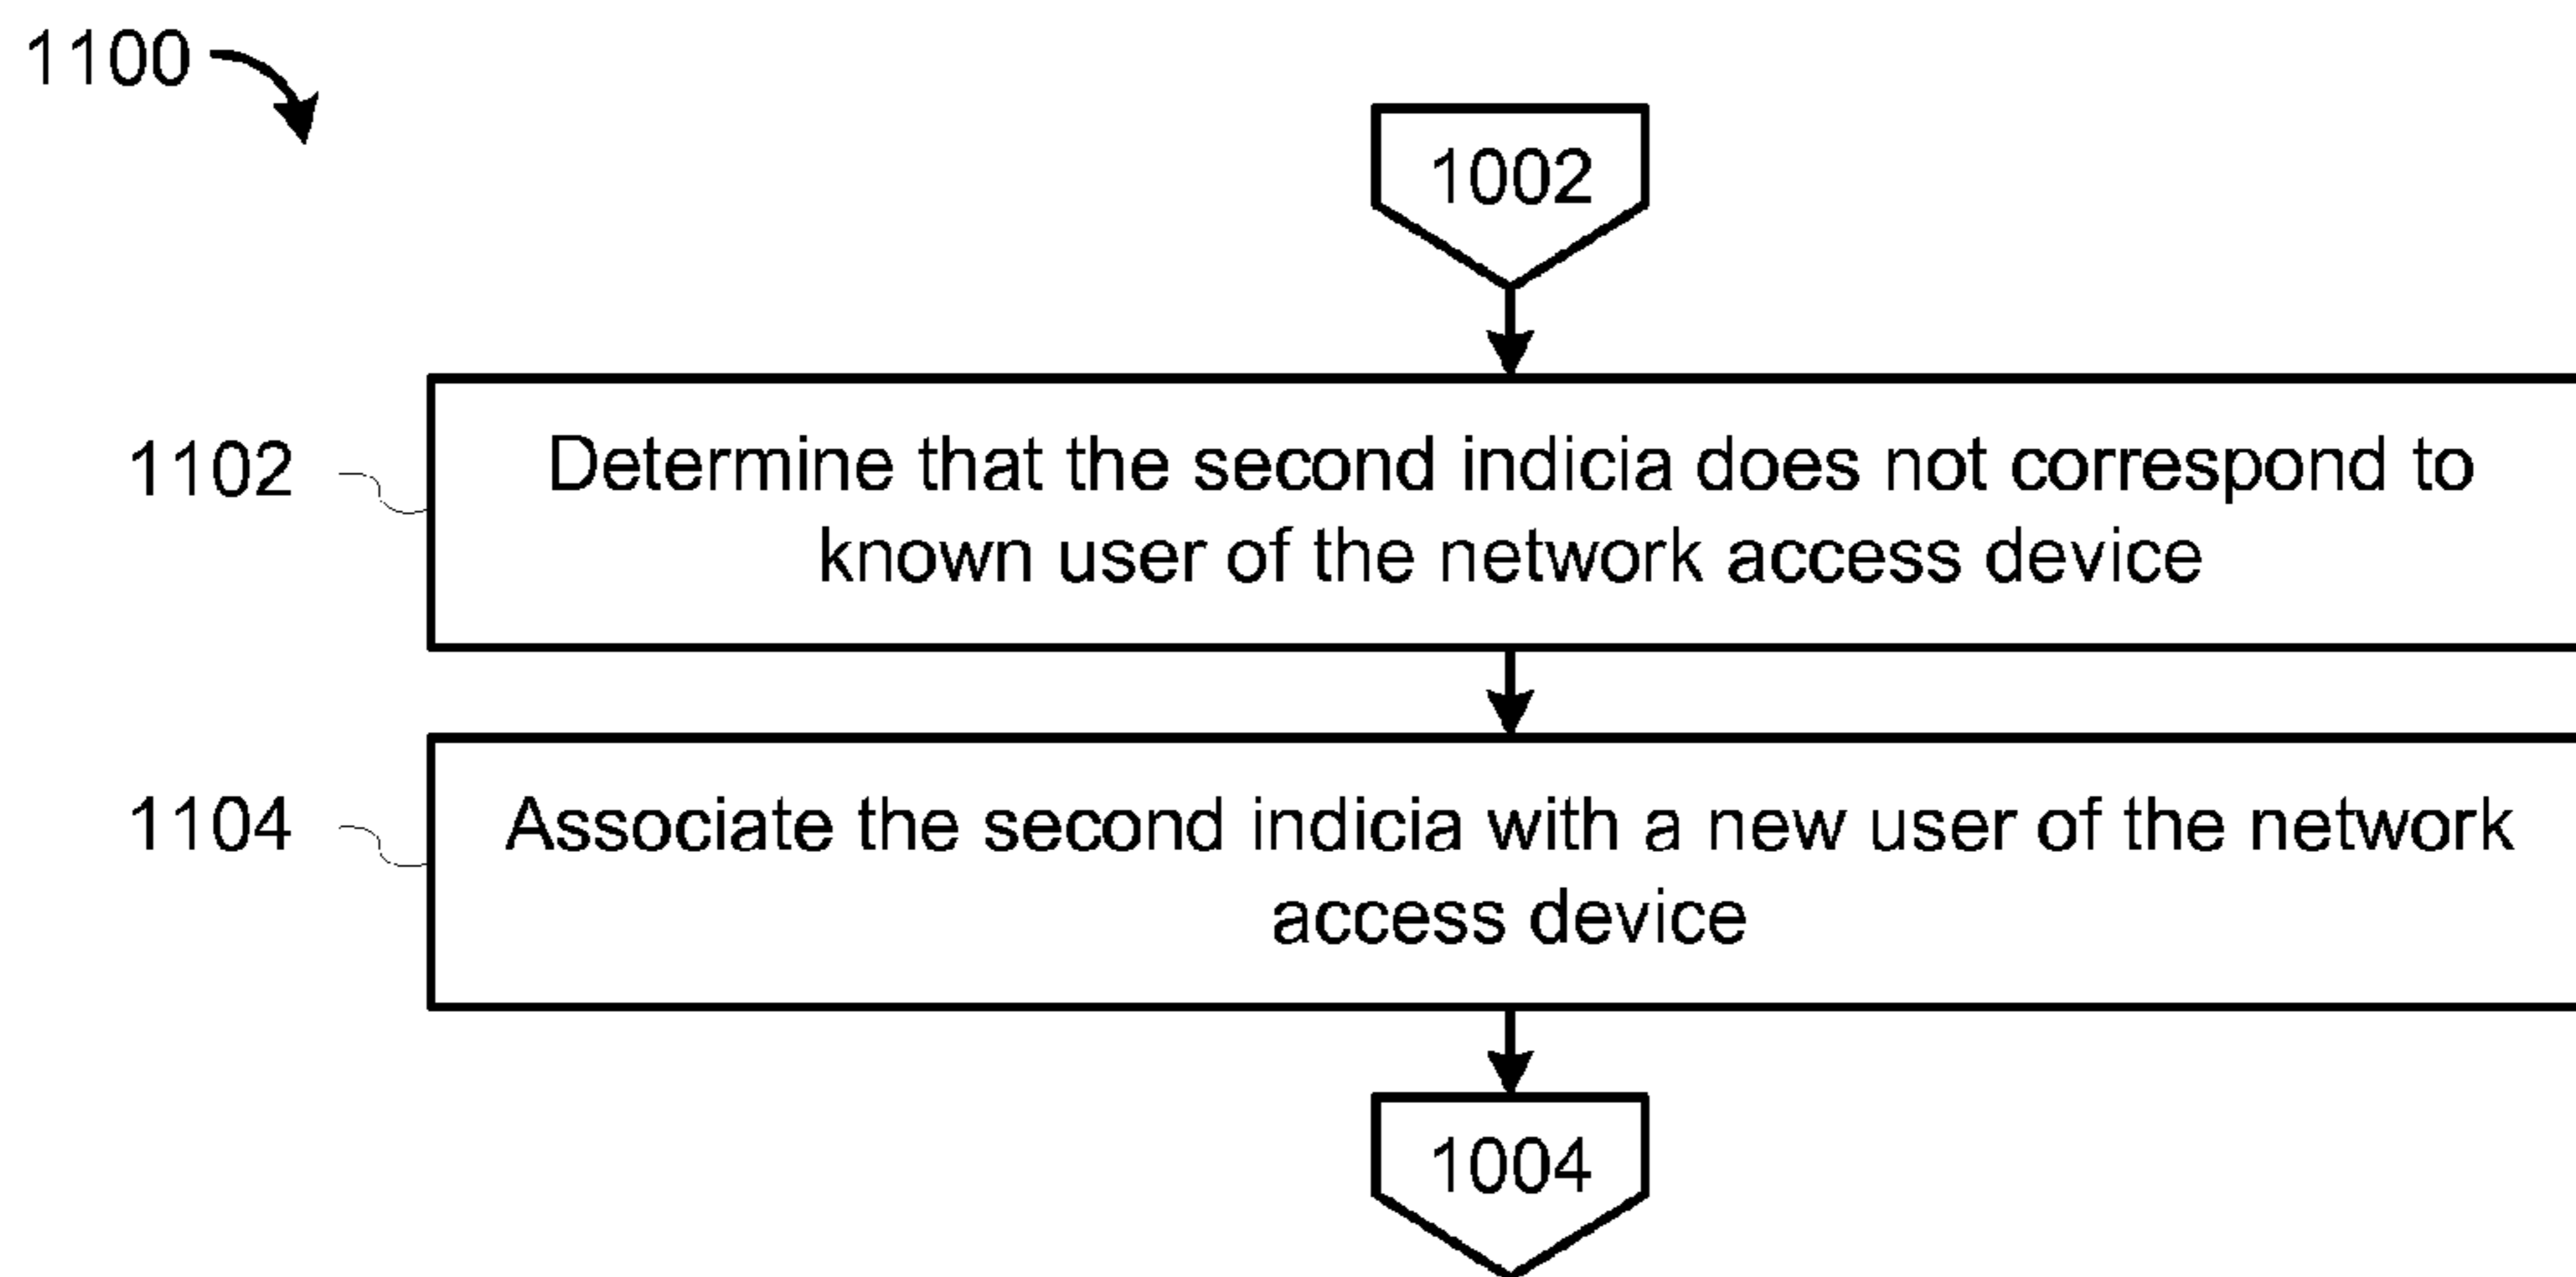 1100
1002
1102
Determine that the second indicia does not correspond to
known user of the network access device
1104
Associate the second indicia with a new user of the network
access device
1004